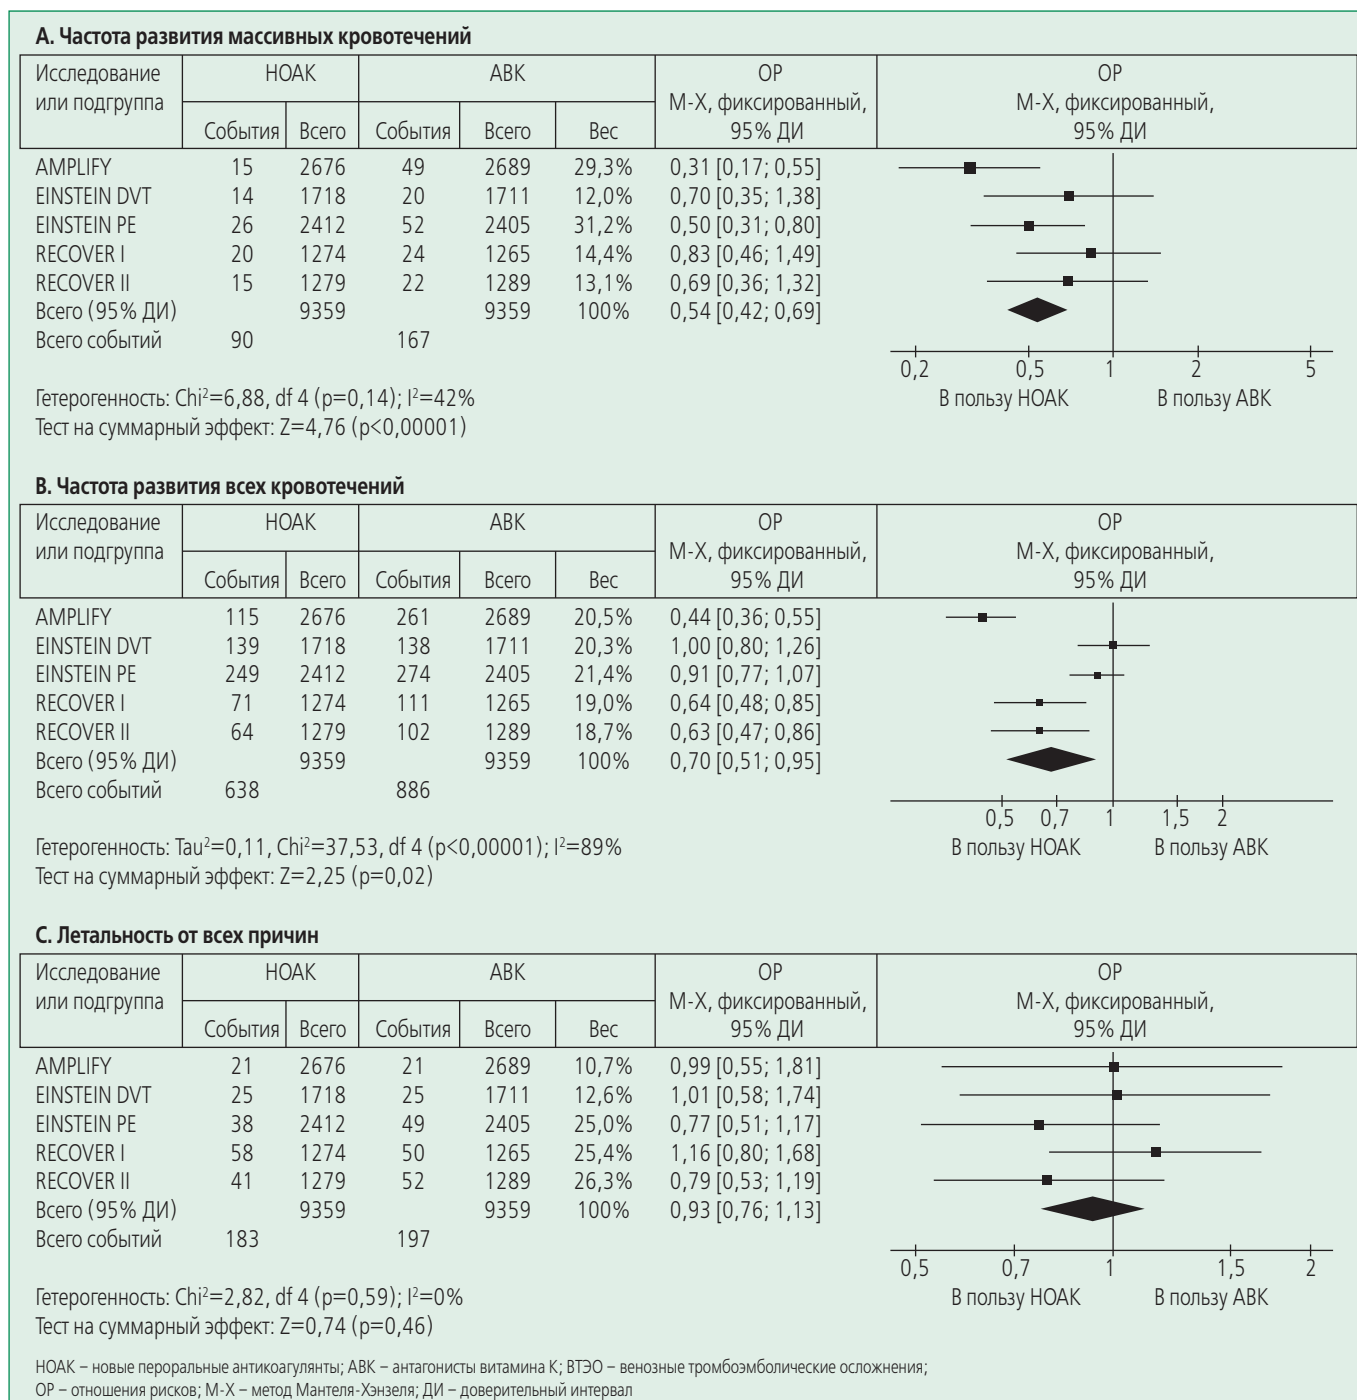 A. Частота развития массивных кровотечений
Исследование или подгруппа НОАК АВК ОР М-Х, фиксированный, 95% ДИ ОР М-Х, фиксированный, 95% ДИ
События Всего События Всего Вес
AMPLIFY 15 2676 49 2689 29,3% 0,31 [0,17; 0,55]
EINSTEIN DVT 14 1718 20 1711 12,0% 0,70 [0,35; 1,38]
EINSTEIN PE 26 2412 52 2405 31,2% 0,50 [0,31; 0,80]
RECOVER I 20 1274 24 1265 14,4% 0,83 [0,46; 1,49]
RECOVER II 15 1279 22 1289 13,1% 0,69 [0,36; 1,32]
Всего (95% ДИ) 9359 9359 100% 0,54 [0,42; 0,69]
Всего событий 90 167
0,2 0,5 1 2 5
В пользу НОАК В пользу АВК
Гетерогенность: Chi²=6,88, df 4 (p=0,14); I²=42%
Тест на суммарный эффект: Z=4,76 (p<0,00001)
B. Частота развития всех кровотечений
Исследование или подгруппа НОАК АВК ОР М-Х, фиксированный, 95% ДИ ОР М-Х, фиксированный, 95% ДИ
События Всего События Всего Вес
AMPLIFY 115 2676 261 2689 20,5% 0,44 [0,36; 0,55]
EINSTEIN DVT 139 1718 138 1711 20,3% 1,00 [0,80; 1,26]
EINSTEIN PE 249 2412 274 2405 21,4% 0,91 [0,77; 1,07]
RECOVER I 71 1274 111 1265 19,0% 0,64 [0,48; 0,85]
RECOVER II 64 1279 102 1289 18,7% 0,63 [0,47; 0,86]
Всего (95% ДИ) 9359 9359 100% 0,70 [0,51; 0,95]
Всего событий 638 886
0,5 0,7 1 1,5 2
В пользу НОАК В пользу АВК
Гетерогенность: Tau²=0,11, Chi²=37,53, df 4 (p<0,00001); I²=89%
Тест на суммарный эффект: Z=2,25 (p=0,02)
C. Летальность от всех причин
Исследование или подгруппа НОАК АВК ОР М-Х, фиксированный, 95% ДИ ОР М-Х, фиксированный, 95% ДИ
События Всего События Всего Вес
AMPLIFY 21 2676 21 2689 10,7% 0,99 [0,55; 1,81]
EINSTEIN DVT 25 1718 25 1711 12,6% 1,01 [0,58; 1,74]
EINSTEIN PE 38 2412 49 2405 25,0% 0,77 [0,51; 1,17]
RECOVER I 58 1274 50 1265 25,4% 1,16 [0,80; 1,68]
RECOVER II 41 1279 52 1289 26,3% 0,79 [0,53; 1,19]
Всего (95% ДИ) 9359 9359 100% 0,93 [0,76; 1,13]
Всего событий 183 197
0,5 0,7 1 1,5 2
В пользу НОАК В пользу АВК
Гетерогенность: Chi²=2,82, df 4 (p=0,59); I²=0%
Тест на суммарный эффект: Z=0,74 (p=0,46)
НОАК – новые пероральные антикоагулянты; АВК – антагонисты витамина К; ВТЭО – венозные тромбоэмболические осложнения;
ОР – отношения рисков; М-Х – метод Мантеля-Хэнзеля; ДИ – доверительный интервал